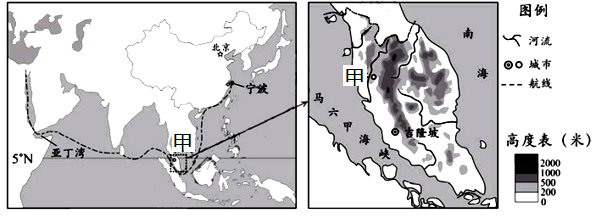 北京
宁波
甲
5°N
亚丁湾
甲
南
海
马
六
甲
海
峡
吉隆坡
图例
河流
城市
航线
高度表（米）
2000
1000
500
200
0